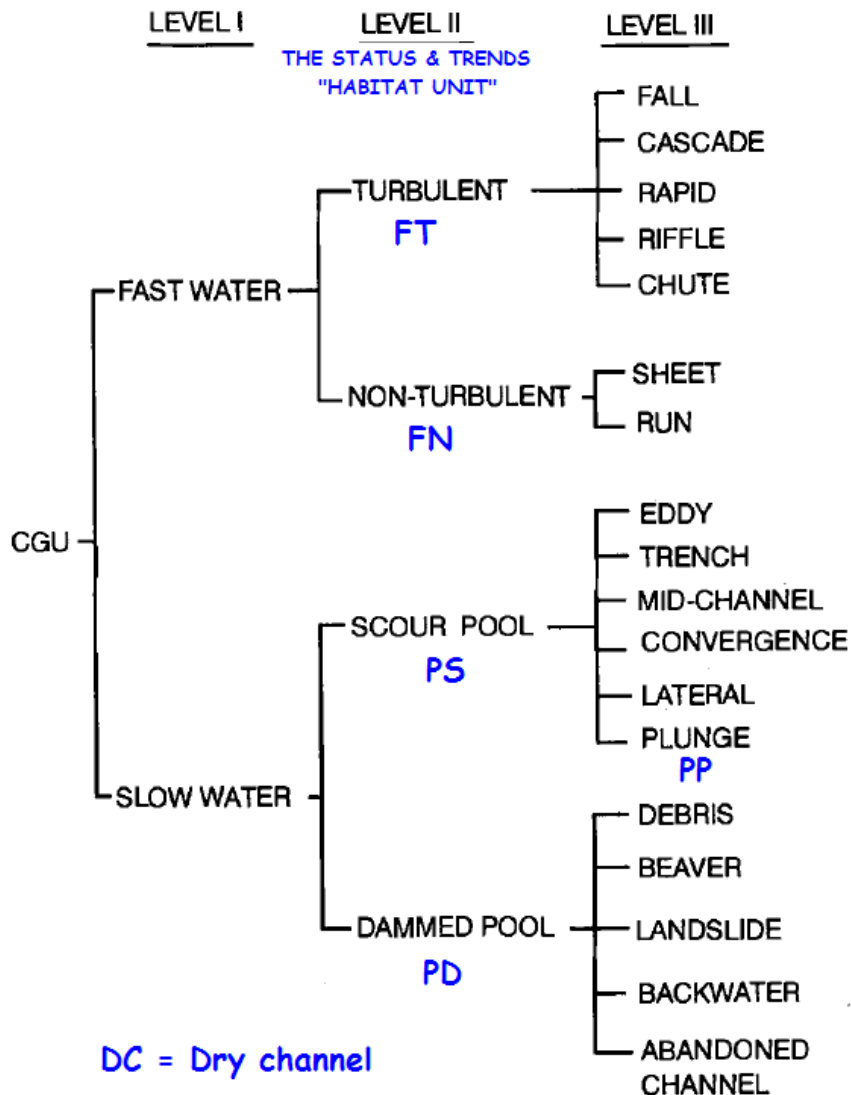 LEVEL I LEVEL II LEVEL III
THE STATUS & TRENDS
"HABITAT UNIT"
FALL
CASCADE
TURBULENT
RAPID
FT
RIFFLE
CHUTE
FAST WATER
SHEET
NON-TURBULENT
RUN
FN
CGU
EDDY
TRENCH
MID-CHANNEL
SCOUR POOL
CONVERGENCE
PS
LATERAL
PLUNGE
PP
SLOW WATER
DEBRIS
BEAVER
DAMMED POOL
LANDSLIDE
PD
BACKWATER
ABANDONED
CHANNEL
DC = Dry channel